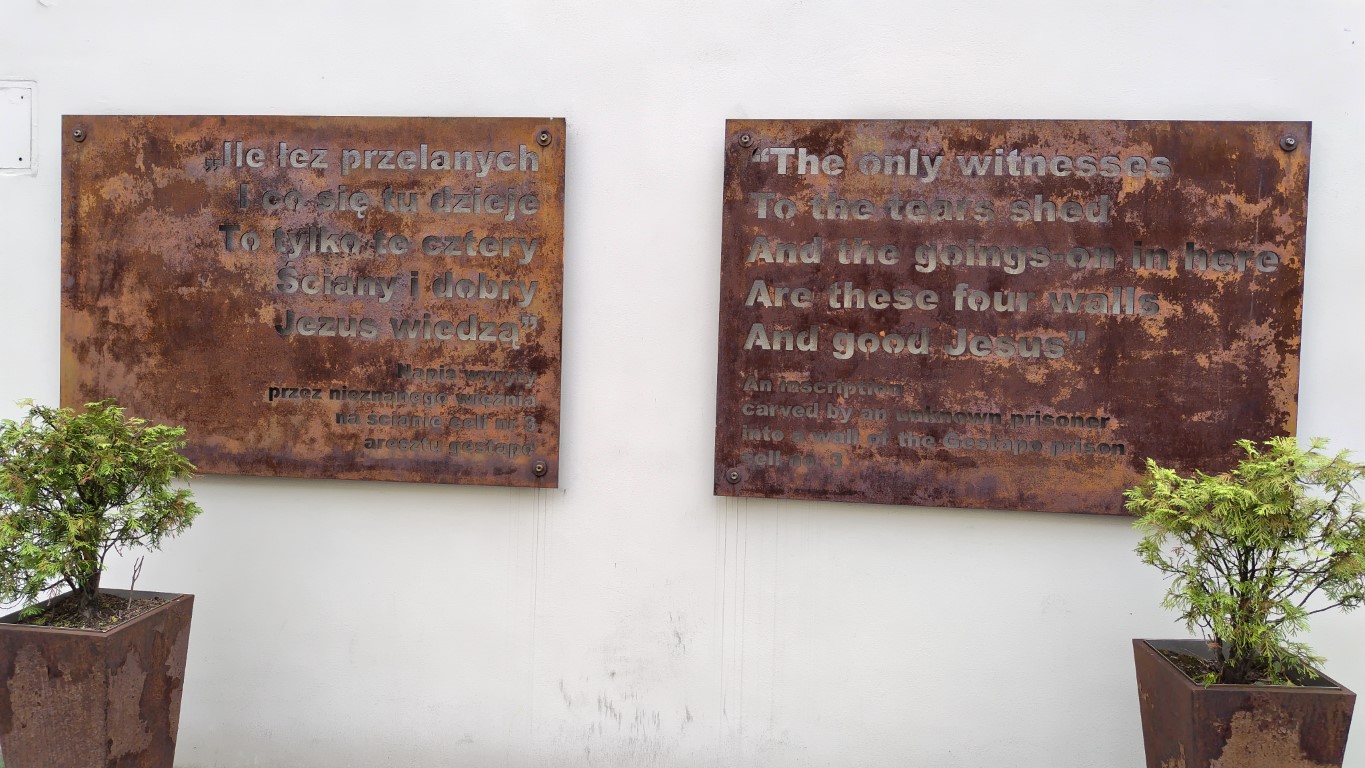 „Ile łez przelanych
I co się tu dzieje
To tylko te cztery
Ściany i dobry
Jezus wiedzą”
Napis wyryty
przez nieznanego więźnia
na ścianie celi nr 3
aresztu gestapo
“The only witnesses
To the tears shed
And the goings-on in here
Are these four walls
And good Jesus”
An inscription
carved by an unknown prisoner
into a wall of the Gestapo prison
cell no. 3